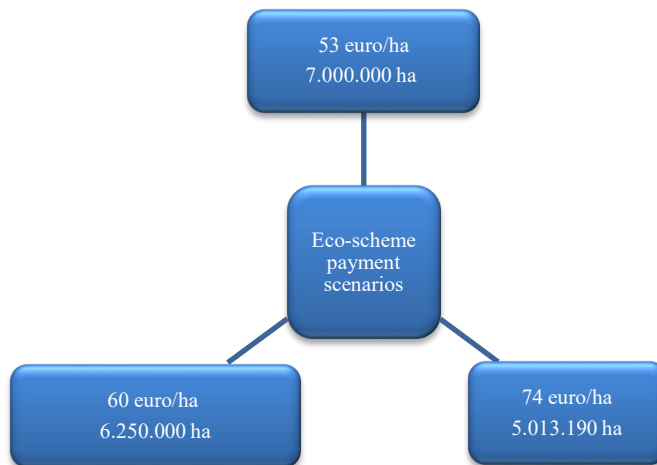 53 euro/ha
7.000.000 ha
Eco-scheme
payment
scenarios
60 euro/ha
6.250.000 ha
74 euro/ha
5.013.190 ha